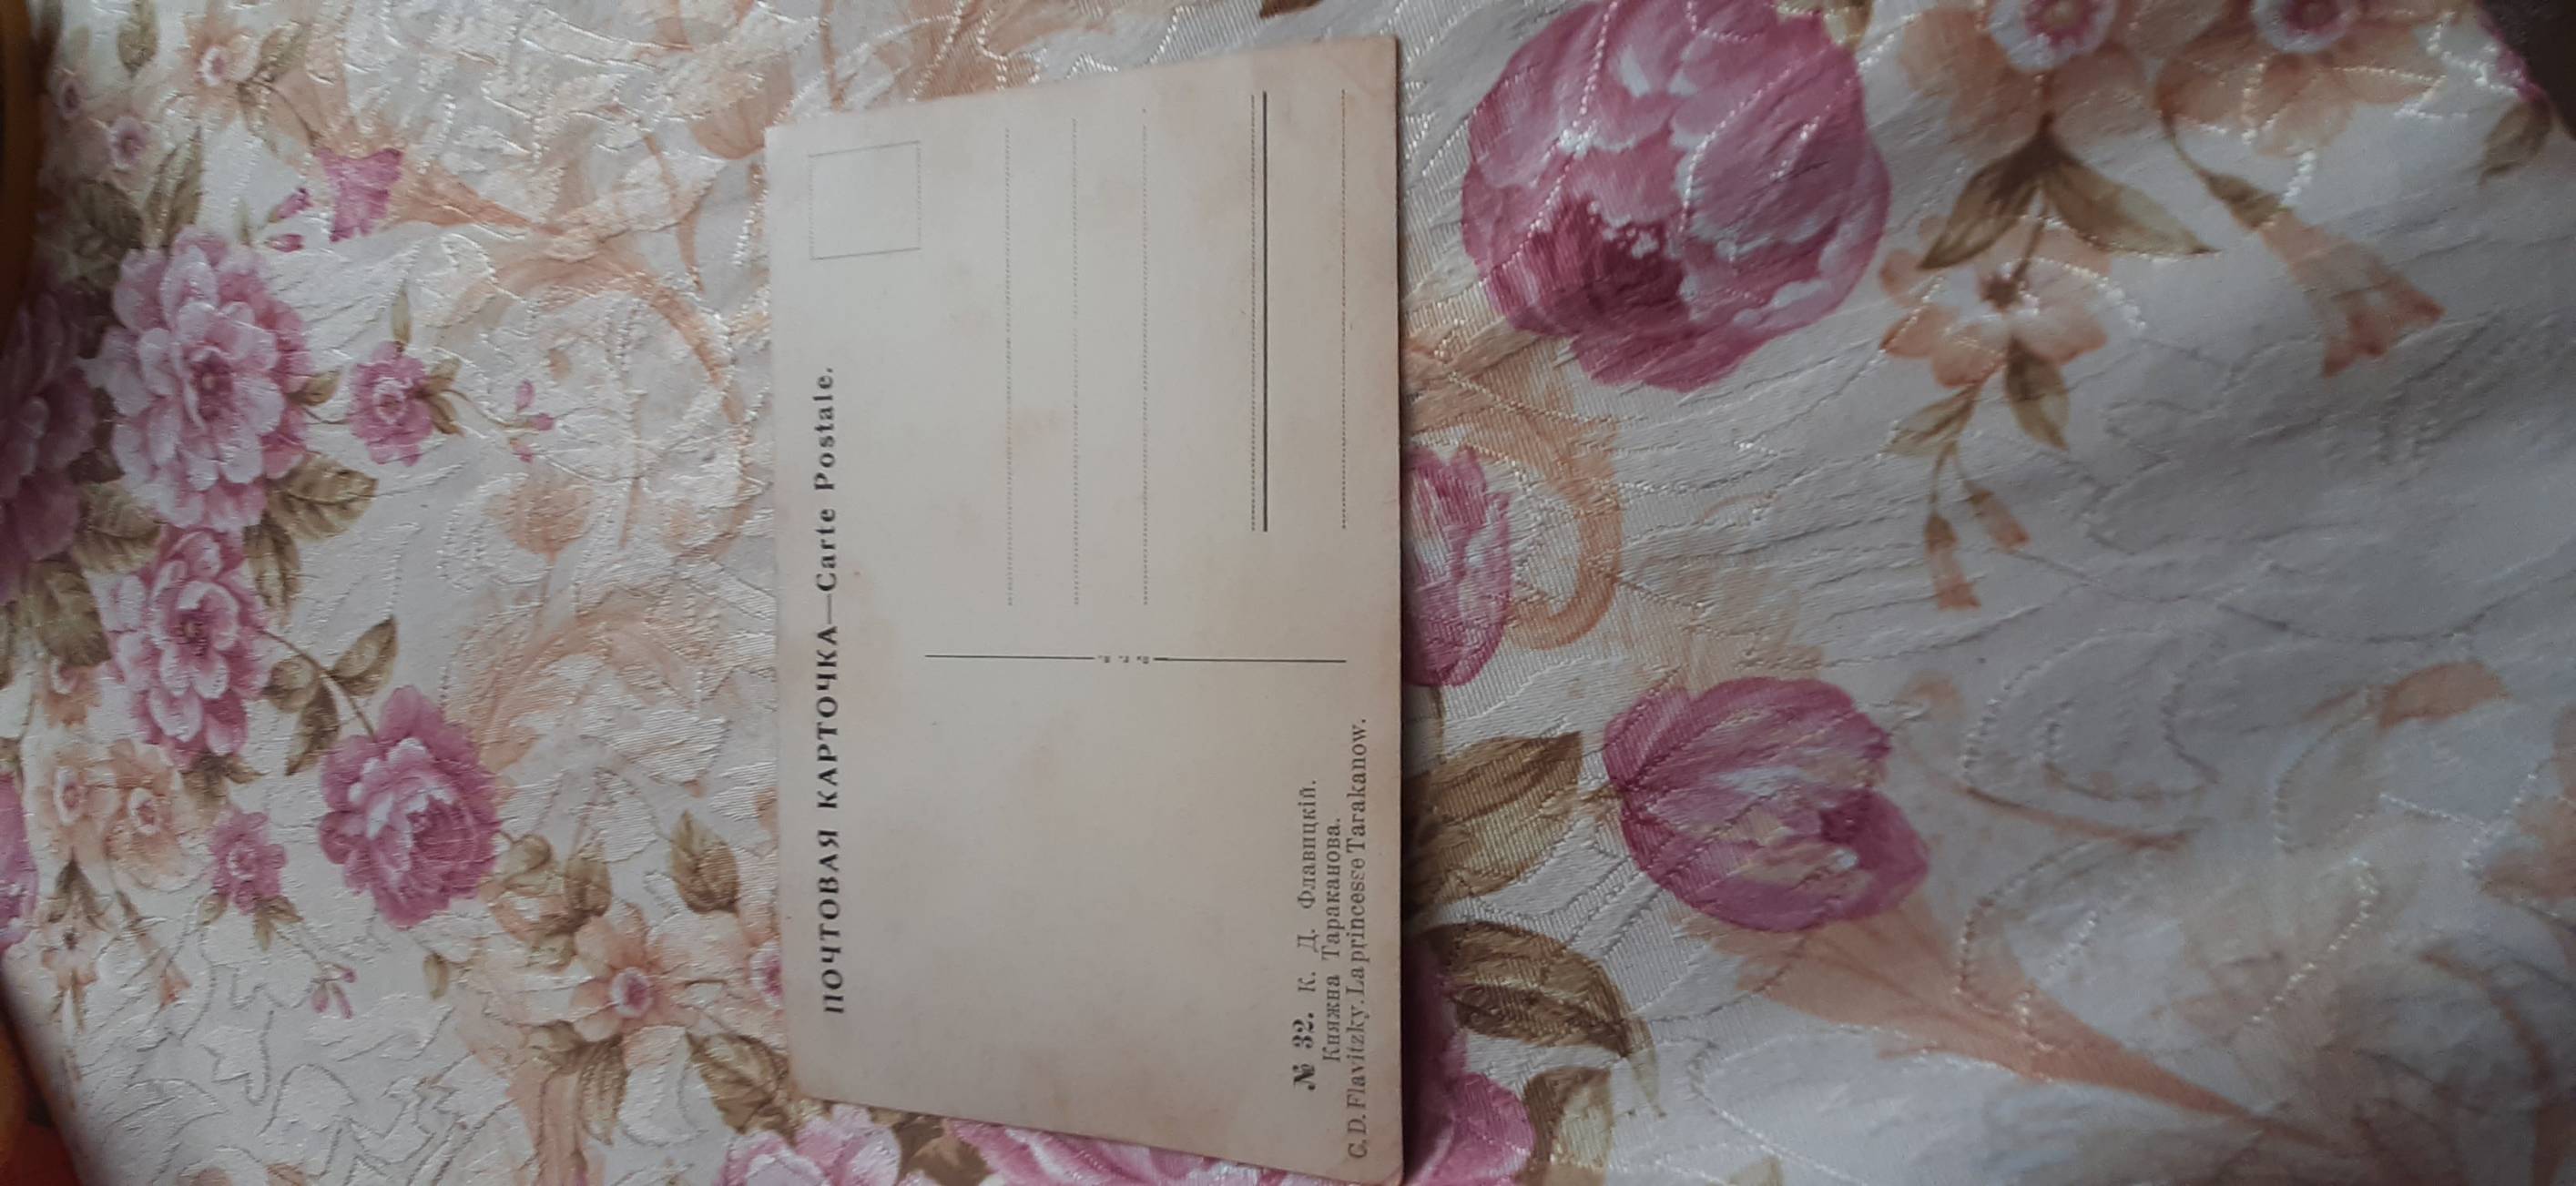 ПОЧТОВАЯ КАРТОЧКА—Carte Postale.
№ 32. К. Д. Флавицкій.
Княжна Тараканова.
C. D. Flavitzky. La princesse Tarakanow.